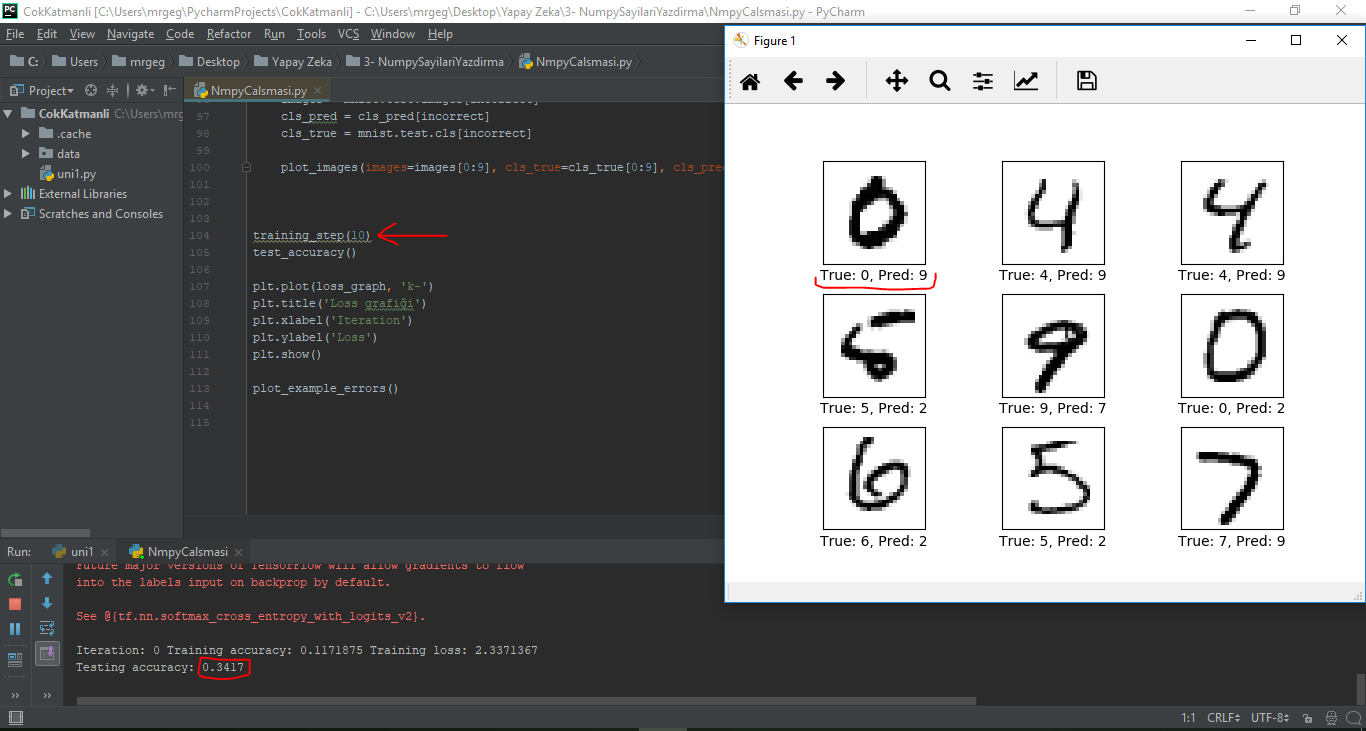 CokKatmanli [C:\Users\mrgeg\PycharmProjects\CokKatmanli] - C:\Users\mrgeg\Desktop\Yapay Zeka\3- NumpySayilariYazdirma\NmpyCalsmasi.py - PyCharm
File Edit View Navigate Code Refactor Run Tools VCS Window Help
C: Users mrgeg Desktop Yapay Zeka 3- NumpySayilariYazdirma NmpyCalsmasi.py
Project
NmpyCalsmasi.py
CokKatmanli C:\Users\mrg
.cache
data
uni1.py
External Libraries
Scratches and Consoles
images = mnist.test.images[incorrect]
97 cls_pred = cls_pred[incorrect]
98 cls_true = mnist.test.cls[incorrect]
99
100 plot_images(images=images[0:9], cls_true=cls_true[0:9], cls_pre
101
102
103
104 training_step(10)
105 test_accuracy()
106
107 plt.plot(loss_graph, 'k-')
108 plt.title('Loss grafiği')
109 plt.xlabel('Iteration')
110 plt.ylabel('Loss')
111 plt.show()
112
113 plot_example_errors()
114
115
Figure 1
True: 0, Pred: 9
True: 4, Pred: 9
True: 4, Pred: 9
True: 5, Pred: 2
True: 9, Pred: 7
True: 0, Pred: 2
True: 6, Pred: 2
True: 5, Pred: 2
True: 7, Pred: 9
Run: uni1 NmpyCalsmasi
Future major versions of TensorFlow will allow gradients to flow
into the labels input on backprop by default.
See @{tf.nn.softmax_cross_entropy_with_logits_v2}.
Iteration: 0 Training accuracy: 0.1171875 Training loss: 2.3371367
Testing accuracy: 0.3417
1:1 CRLF UTF-8